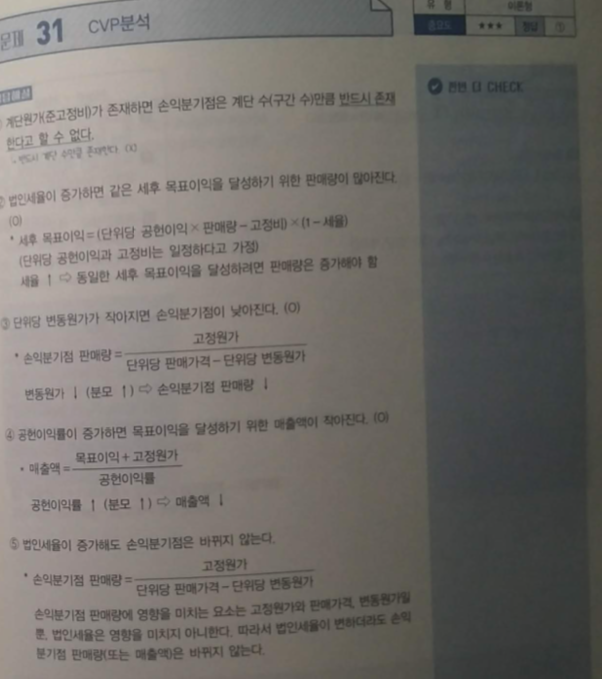 문제 31 CVP분석
유 형 이론형
중요도 ★★★ 정답 ①
계단원가(준고정비)가 존재하면 손익분기점은 계단 수(구간 수)만큼 반드시 존재
한다고 할 수 없다.
반드시 계단 수만큼 존재한다. (X)
② 법인세율이 증가하면 같은 세후 목표이익을 달성하기 위한 판매량이 많아진다.
(O)
* 세후 목표이익=(단위당 공헌이익×판매량-고정비)×(1-세율)
(단위당 공헌이익과 고정비는 일정하다고 가정)
세율 ↑ ⇨ 동일한 세후 목표이익을 달성하려면 판매량은 증가해야 함
③ 단위당 변동원가가 작아지면 손익분기점이 낮아진다. (O)
고정원가
* 손익분기점 판매량=
단위당 판매가격-단위당 변동원가
변동원가 ↓ (분모 ↑) ⇨ 손익분기점 판매량 ↓
④ 공헌이익률이 증가하면 목표이익을 달성하기 위한 매출액이 작아진다. (O)
목표이익+고정원가
* 매출액=
공헌이익률
공헌이익률 ↑ (분모 ↑) ⇨ 매출액 ↓
⑤ 법인세율이 증가해도 손익분기점은 바뀌지 않는다.
고정원가
* 손익분기점 판매량=
단위당 판매가격-단위당 변동원가
손익분기점 판매량에 영향을 미치는 요소는 고정원가와 판매가격, 변동원가일
뿐, 법인세율은 영향을 미치지 아니한다. 따라서 법인세율이 변하더라도 손익
분기점 판매량(또는 매출액)은 바뀌지 않는다.
한번 더 CHECK